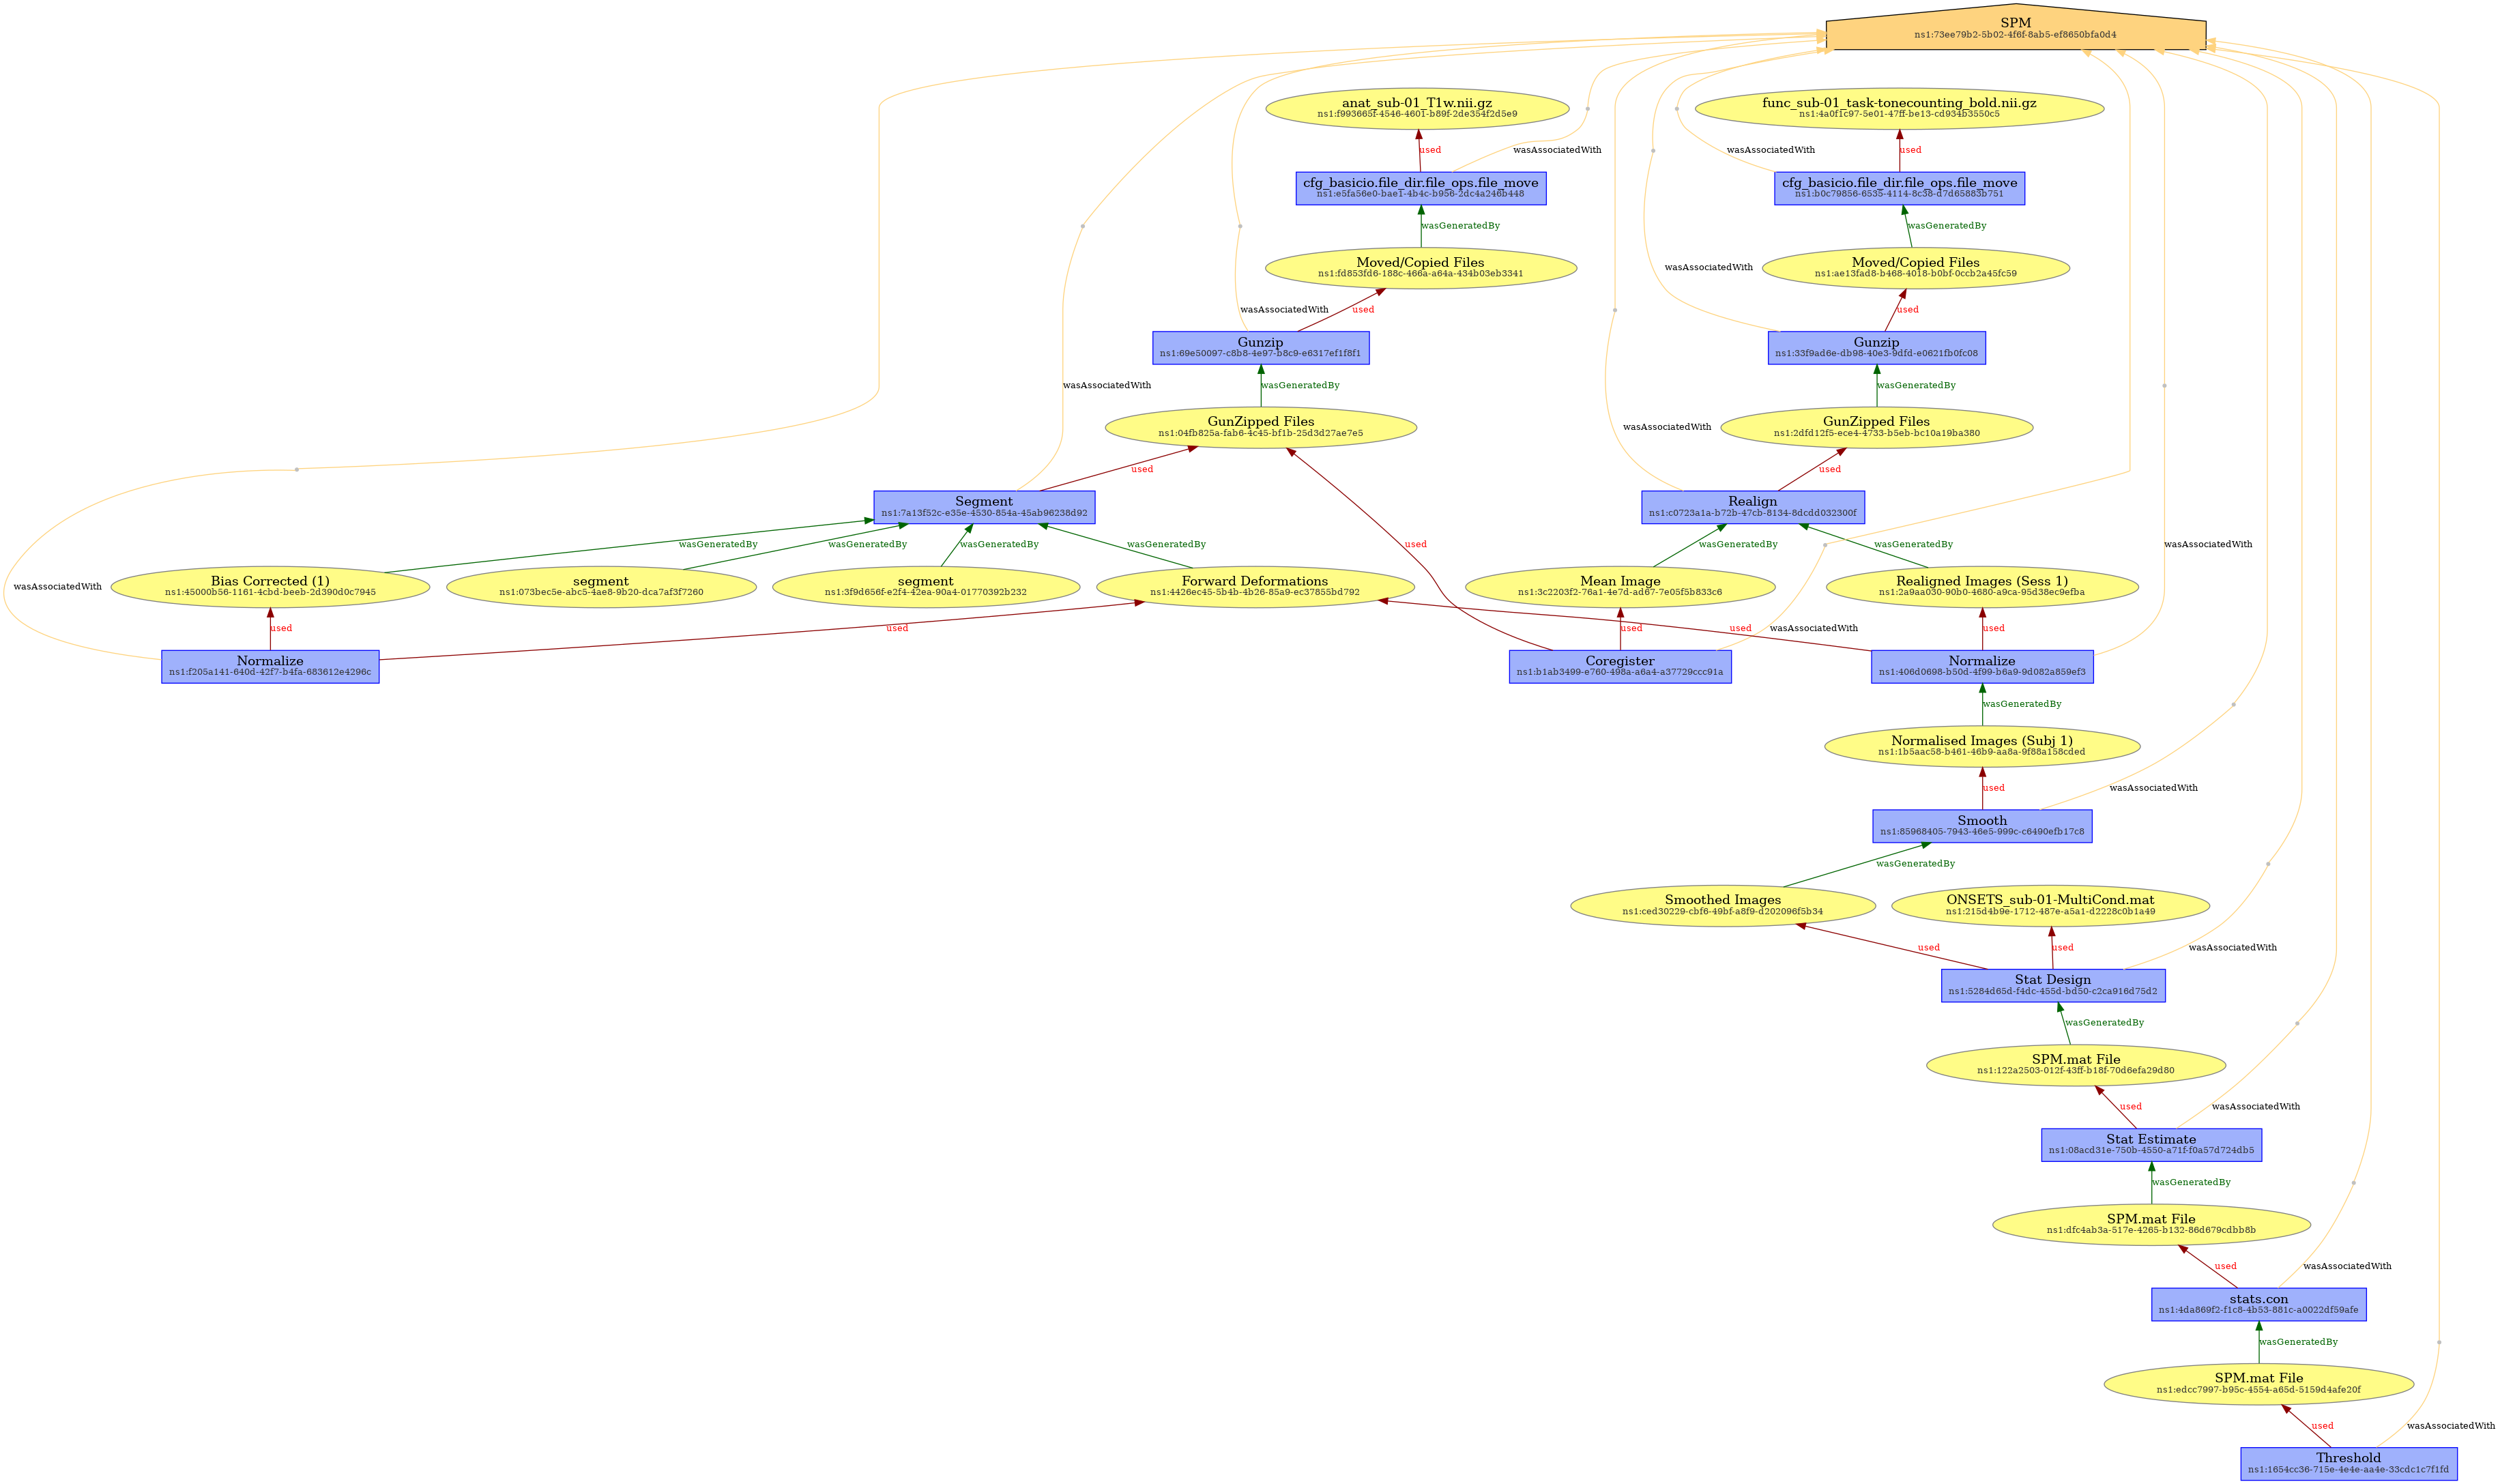 SPM
ns1:73ee79b2-5b02-4f6f-8ab5-ef8650bfa0d4
anat_sub-01_T1w.nii.gz
ns1:f993665f-4546-4601-b89f-2de354f2d5e9
func_sub-01_task-tonecounting_bold.nii.gz
ns1:4a0f1c97-5e01-47ff-be13-cd934b3550c5
used
wasAssociatedWith
wasAssociatedWith
used
cfg_basicio.file_dir.file_ops.file_move
ns1:e5fa56e0-bae1-4b4c-b956-2dc4a246b448
cfg_basicio.file_dir.file_ops.file_move
ns1:b0c79856-6535-4114-8c38-d7d65883b751
wasGeneratedBy
wasGeneratedBy
Moved/Copied Files
ns1:fd853fd6-188c-466a-a64a-434b03eb3341
Moved/Copied Files
ns1:ae13fad8-b468-4018-b0bf-0ccb2a45fc59
wasAssociatedWith
used
wasAssociatedWith
used
Gunzip
ns1:69e50097-c8b8-4e97-b8c9-e6317ef1f8f1
Gunzip
ns1:33f9ad6e-db98-40e3-9dfd-e0621fb0fc08
wasAssociatedWith
wasGeneratedBy
wasGeneratedBy
GunZipped Files
ns1:04fb825a-fab6-4c45-bf1b-25d3d27ae7e5
wasAssociatedWith
GunZipped Files
ns1:2dfd12f5-ece4-4733-b5eb-bc10a19ba380
used
used
Segment
ns1:7a13f52c-e35e-4530-854a-45ab96238d92
Realign
ns1:c0723a1a-b72b-47cb-8134-8dcdd032300f
wasGeneratedBy
wasGeneratedBy
wasGeneratedBy
wasGeneratedBy
used
wasGeneratedBy
wasGeneratedBy
wasAssociatedWith
wasAssociatedWith
Bias Corrected (1)
ns1:45000b56-1161-4cbd-beeb-2d390d0c7945
segment
ns1:073bec5e-abc5-4ae8-9b20-dca7af3f7260
segment
ns1:3f9d656f-e2f4-42ea-90a4-01770392b232
Forward Deformations
ns1:4426ec45-5b4b-4b26-85a9-ec37855bd792
Mean Image
ns1:3c2203f2-76a1-4e7d-ad67-7e05f5b833c6
Realigned Images (Sess 1)
ns1:2a9aa030-90b0-4680-a9ca-95d38ec9efba
used
used
used
used
wasAssociatedWith
used
Normalize
ns1:f205a141-640d-42f7-b4fa-683612e4296c
Coregister
ns1:b1ab3499-e760-498a-a6a4-a37729ccc91a
Normalize
ns1:406d0698-b50d-4f99-b6a9-9d082a859ef3
wasGeneratedBy
Normalised Images (Subj 1)
ns1:1b5aac58-b461-46b9-aa8a-9f88a158cded
used
wasAssociatedWith
Smooth
ns1:85968405-7943-46e5-999c-c6490efb17c8
wasGeneratedBy
Smoothed Images
ns1:ced30229-cbf6-49bf-a8f9-d202096f5b34
ONSETS_sub-01-MultiCond.mat
ns1:215d4b9e-1712-487e-a5a1-d2228c0b1a49
used
used
wasAssociatedWith
Stat Design
ns1:5284d65d-f4dc-455d-bd50-c2ca916d75d2
wasGeneratedBy
SPM.mat File
ns1:122a2503-012f-43ff-b18f-70d6efa29d80
used
wasAssociatedWith
Stat Estimate
ns1:08acd31e-750b-4550-a71f-f0a57d724db5
wasGeneratedBy
SPM.mat File
ns1:dfc4ab3a-517e-4265-b132-86d679cdbb8b
used
wasAssociatedWith
stats.con
ns1:4da869f2-f1c8-4b53-881c-a0022df59afe
wasGeneratedBy
SPM.mat File
ns1:edcc7997-b95c-4554-a65d-5159d4afe20f
used
wasAssociatedWith
Threshold
ns1:1654cc36-715e-4e4e-aa4e-33cdc1c7f1fd